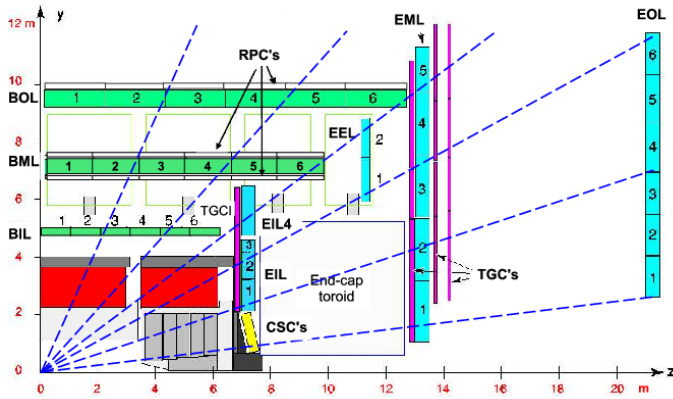 12 m
y
EML
EOL
RPC's
10
BOL
1 2 3 4 5 6
EEL
8
2
BML
1 2 3 4 5 6
1
6
TGCI
BIL
1 2 3 4 5 6
EIL4
4
3
2
EIL
1
End-cap
toroid
TGC's
2
CSC's
0
5
4
3
2
1
6
5
4
3
2
1
0 2 4 6 8 10 12 14 16 18 20 m
z